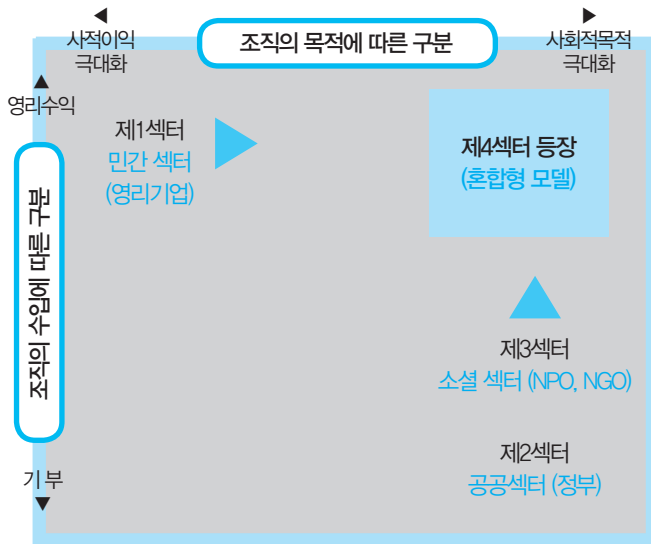 조직의 목적에 따른 구분
사적이익
극대화
사회적목적
극대화
영리수익
조직의 수입에 따른 구분
기 부
제1섹터
민간 섹터
(영리기업)
제4섹터 등장
(혼합형 모델)
제3섹터
소셜 섹터 (NPO, NGO)
제2섹터
공공섹터 (정부)